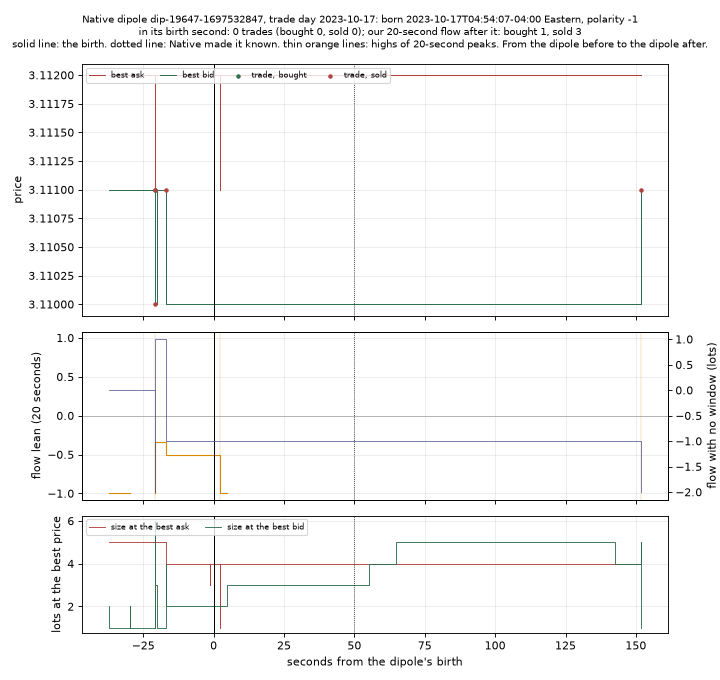 Native dipole dip-19647-1697532847, trade day 2023-10-17: born 2023-10-17T04:54:07-04:00 Eastern, polarity -1
in its birth second: 0 trades (bought 0, sold 0); our 20-second flow after it: bought 1, sold 3
solid line: the birth. dotted line: Native made it known. thin orange lines: highs of 20-second peaks. From the dipole before to the dipole after.
best ask best bid trade, bought trade, sold
price
3.11200
3.11175
3.11150
3.11125
3.11100
3.11075
3.11050
3.11025
3.11000
flow lean (20 seconds)
1.0
0.5
0.0
−0.5
−1.0
1.0
0.5
0.0
−0.5
−1.0
−1.5
−2.0
flow with no window (lots)
size at the best ask size at the best bid
lots at the best price
6
4
2
−25 0 25 50 75 100 125 150
seconds from the dipole's birth